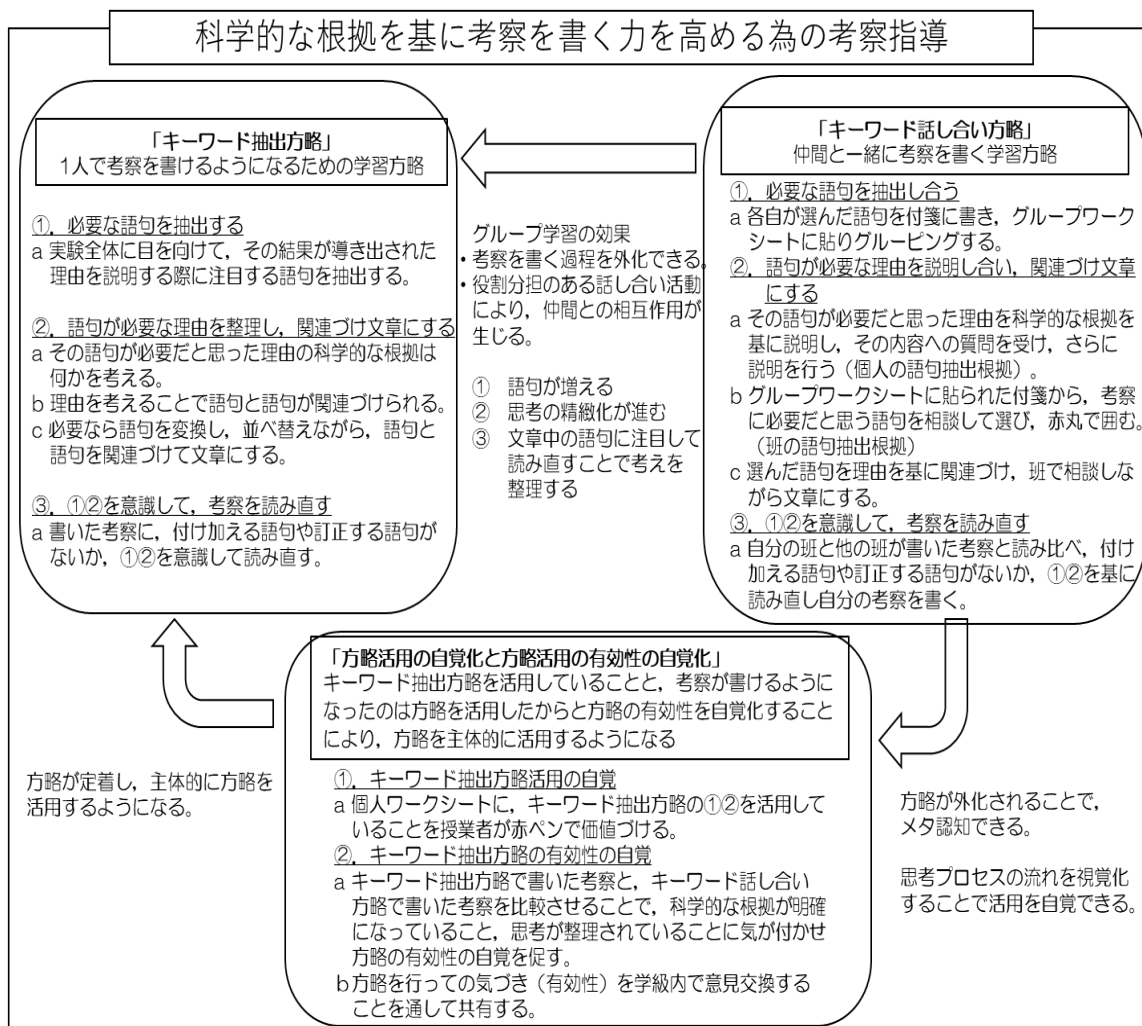 科学的な根拠を基に考察を書く力を高める為の考察指導
「キーワード抽出方略」
1人で考察を書けるようになるための学習方略
①．必要な語句を抽出する
a 実験全体に目を向けて，その結果が導き出された
理由を説明する際に注目する語句を抽出する。
②．語句が必要な理由を整理し，関連づけ文章にする
a その語句が必要だと思った理由の科学的な根拠は
何かを考える。
b 理由を考えることで語句と語句が関連づけられる。
c 必要なら語句を変換し，並べ替えながら，語句と
語句を関連づけて文章にする。
③．①②を意識して，考察を読み直す
a 書いた考察に，付け加える語句や訂正する語句が
ないか，①②を意識して読み直す。
グループ学習の効果
・考察を書く過程を外化できる。
・役割分担のある話し合い活動
により，仲間との相互作用が
生じる。
① 語句が増える
② 思考の精緻化が進む
③ 文章中の語句に注目して
読み直すことで考えを
整理する
「キーワード話し合い方略」
仲間と一緒に考察を書く学習方略
①．必要な語句を抽出し合う
a 各自が選んだ語句を付箋に書き，グループワーク
シートに貼りグルーピングする。
②．語句が必要な理由を説明し合い，関連づけ文章
にする
a その語句が必要だと思った理由を科学的な根拠を
基に説明し，その内容への質問を受け，さらに
説明を行う（個人の語句抽出根拠）。
b グループワークシートに貼られた付箋から，考察
に必要だと思う語句を相談して選び，赤丸で囲む。
（班の語句抽出根拠）
c 選んだ語句を理由を基に関連づけ，班で相談しな
がら文章にする。
③．①②を意識して，考察を読み直す
a 自分の班と他の班が書いた考察と読み比べ，付け
加える語句や訂正する語句がないか，①②を基に
読み直し自分の考察を書く。
「方略活用の自覚化と方略活用の有効性の自覚化」
キーワード抽出方略を活用していることと，考察が書けるように
なったのは方略を活用したからと方略の有効性を自覚化すること
により，方略を主体的に活用するようになる
①．キーワード抽出方略活用の自覚
a 個人ワークシートに，キーワード抽出方略の①②を活用して
いることを授業者が赤ペンで価値づける。
②．キーワード抽出方略の有効性の自覚
a キーワード抽出方略で書いた考察と，キーワード話し合い
方略で書いた考察を比較させることで，科学的な根拠が明確
になっていること，思考が整理されていることに気が付かせ
方略の有効性の自覚を促す。
b 方略を行っての気づき（有効性）を学級内で意見交換する
ことを通して共有する。
方略が定着し，主体的に方略を
活用するようになる。
方略が外化されることで，
メタ認知できる。
思考プロセスの流れを視覚化
することで活用を自覚できる。